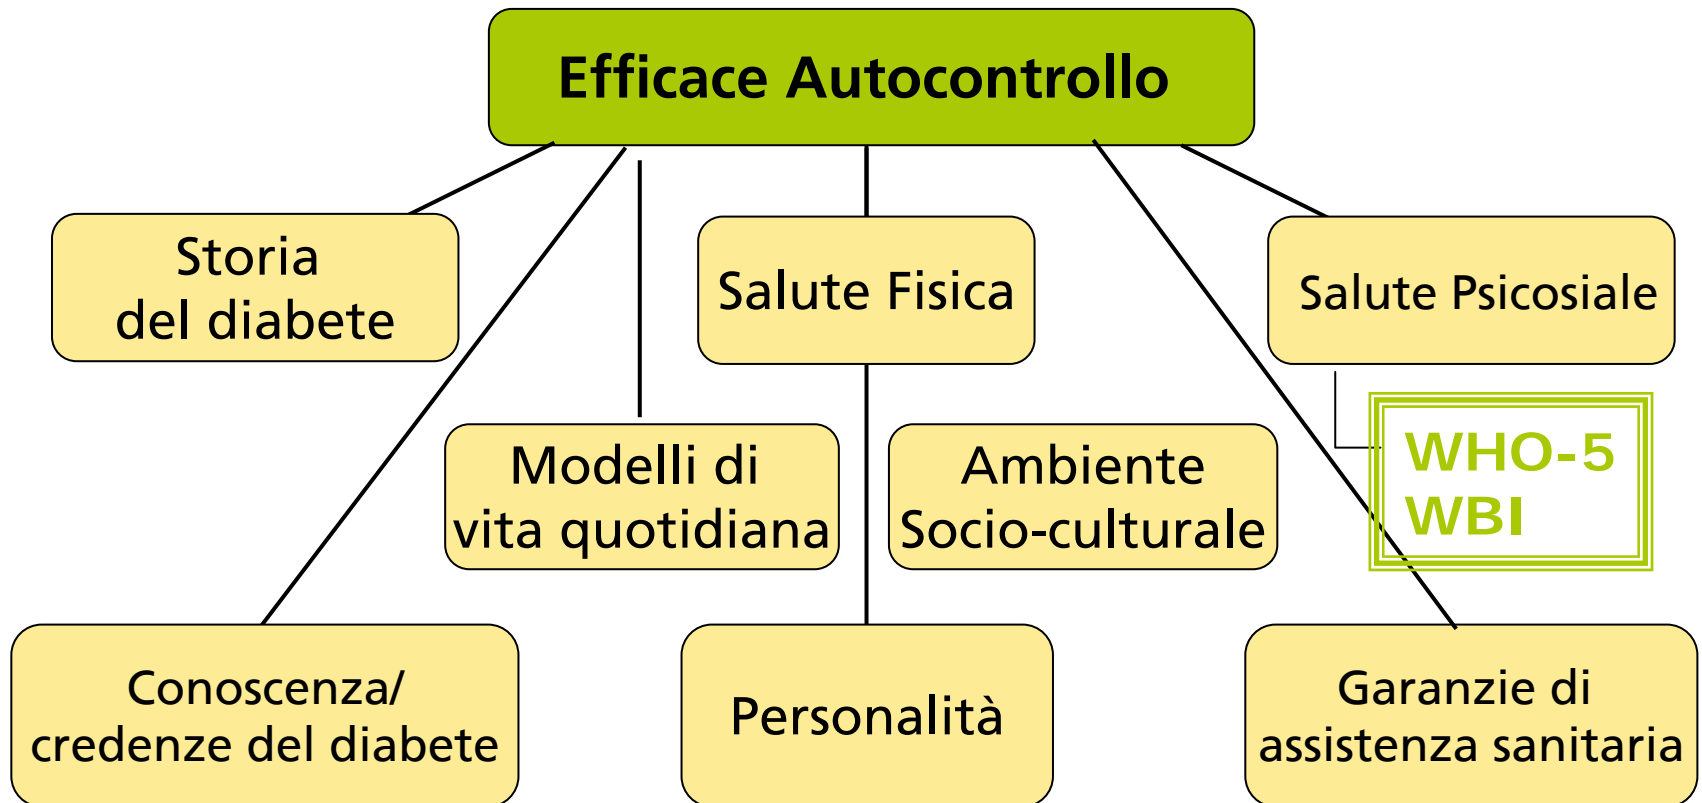 Efficace Autocontrollo
Storia
del diabete
Salute Fisica
Salute Psicosiale
Modelli di
vita quotidiana
Ambiente
Socio-culturale
WHO-5
WBI
Conoscenza/
credenze del diabete
Personalità
Garanzie di
assistenza sanitaria